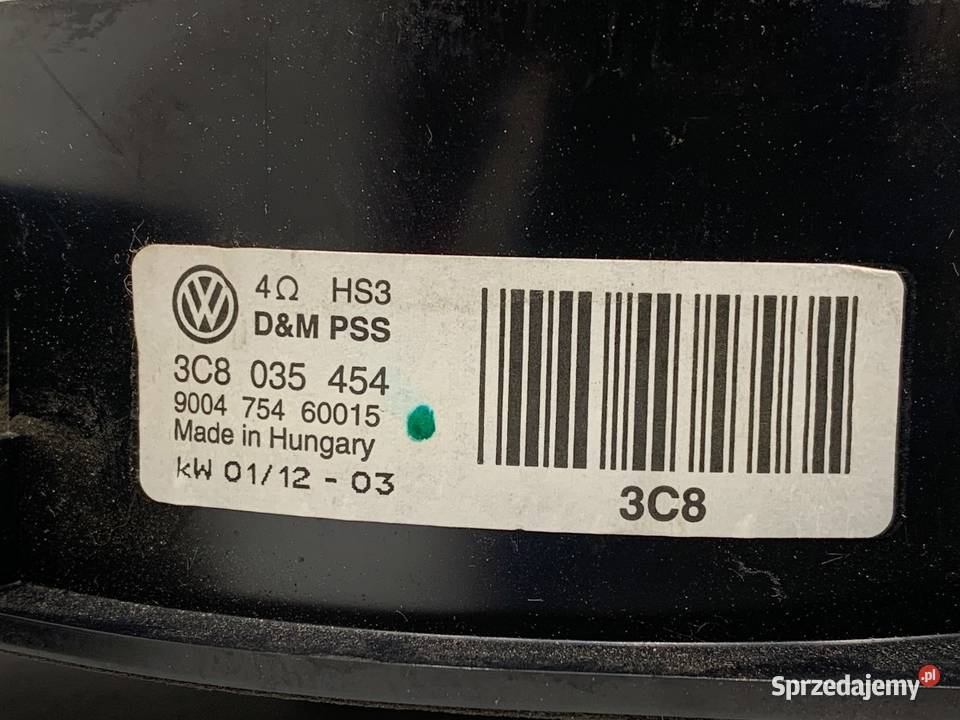 4Ω HS3
D&M PSS
3C8 035 454
9004 754 60015
Made in Hungary
kW 01/12 - 03
3C8
Sprzedajemy.pl